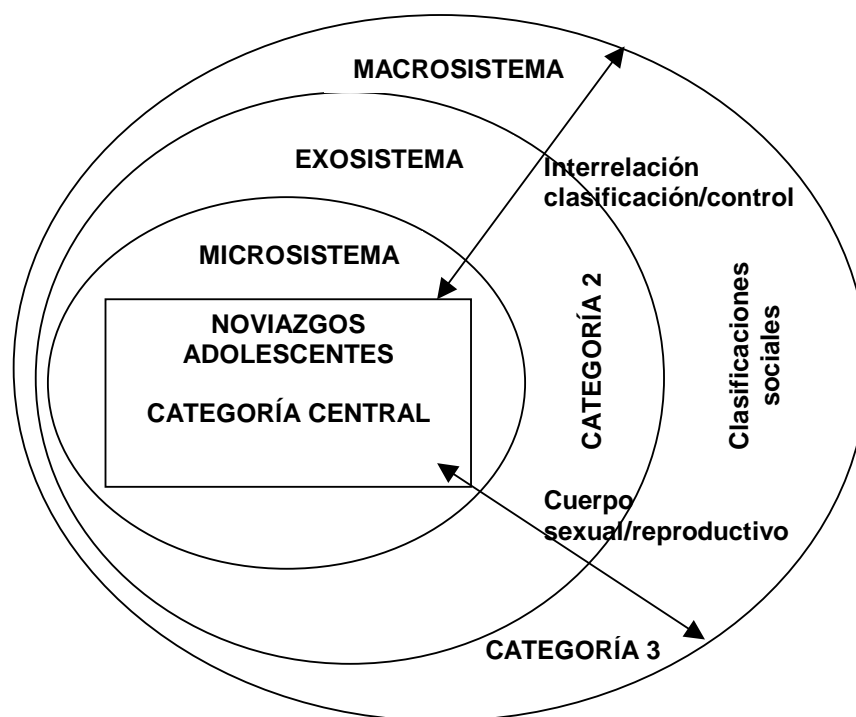 MACROSISTEMA
EXOSISTEMA
Interrelación
clasificación/control
MICROSISTEMA
NOVIAZGOS
ADOLESCENTES
CATEGORÍA CENTRAL
CATEGORÍA 2
Clasificaciones
sociales
Cuerpo
sexual/reproductivo
CATEGORÍA 3